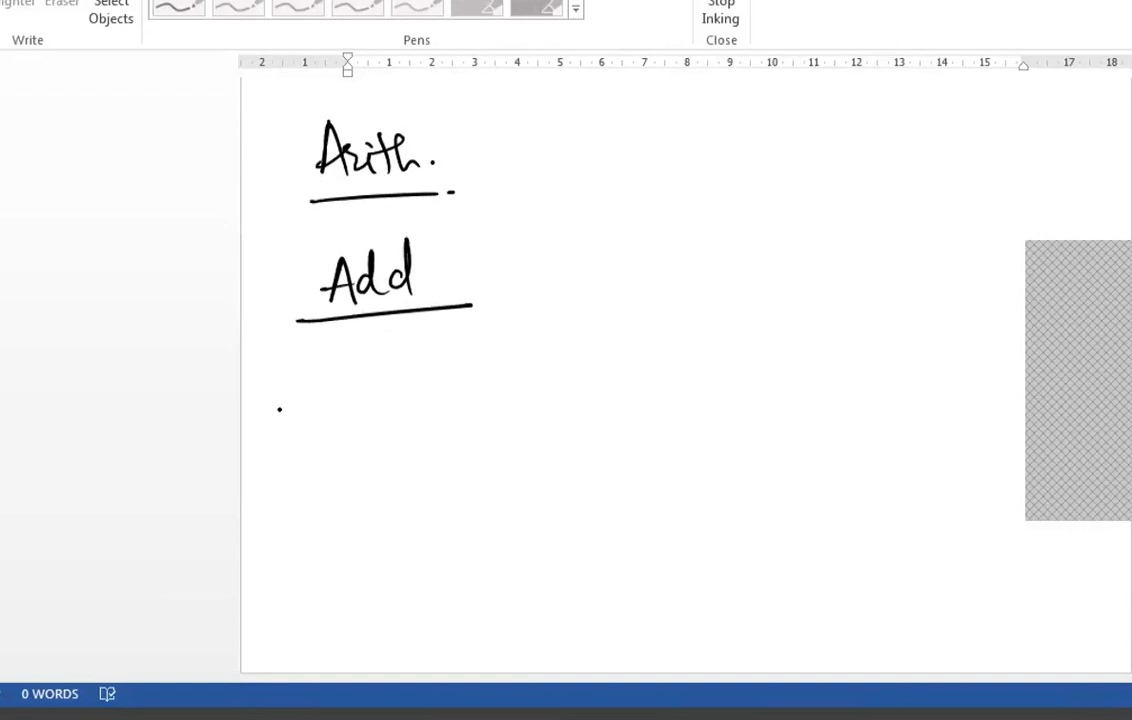 Eraser
Select
Objects
Stop
Inking
Write
Pens
Close
2 1 1 2 3 4 5 6 7 8 9 10 11 12 13 14 15 17 18
Arith.
Add
0 WORDS